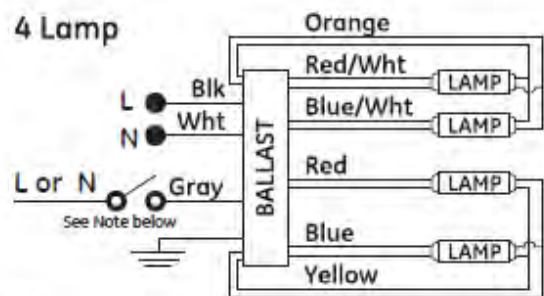 4 Lamp
Orange
Red/Wht
LAMP
Blk
L
Blue/Wht
LAMP
Wht
N
BALLAST
Red
LAMP
L or N
Gray
See Note below
Blue
LAMP
Yellow